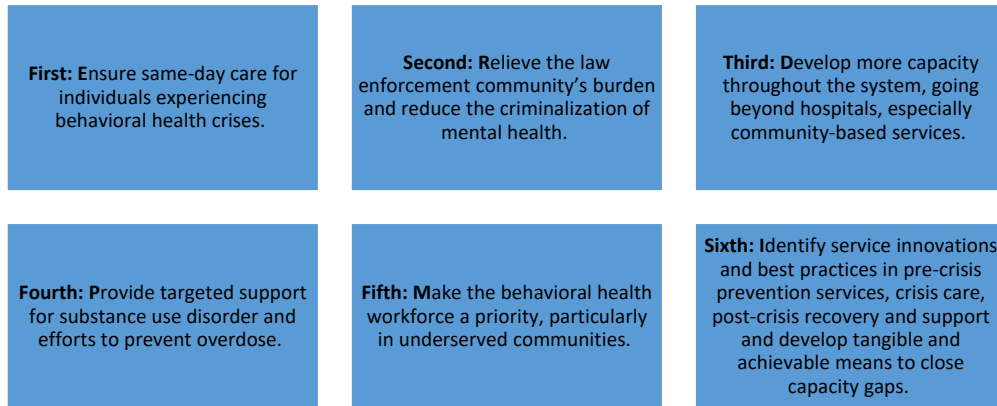 First: Ensure same-day care for
individuals experiencing
behavioral health crises.
Second: Relieve the law
enforcement community’s burden
and reduce the criminalization of
mental health.
Third: Develop more capacity
throughout the system, going
beyond hospitals, especially
community-based services.
Fourth: Provide targeted support
for substance use disorder and
efforts to prevent overdose.
Fifth: Make the behavioral health
workforce a priority, particularly
in underserved communities.
Sixth: Identify service innovations
and best practices in pre-crisis
prevention services, crisis care,
post-crisis recovery and support
and develop tangible and
achievable means to close
capacity gaps.